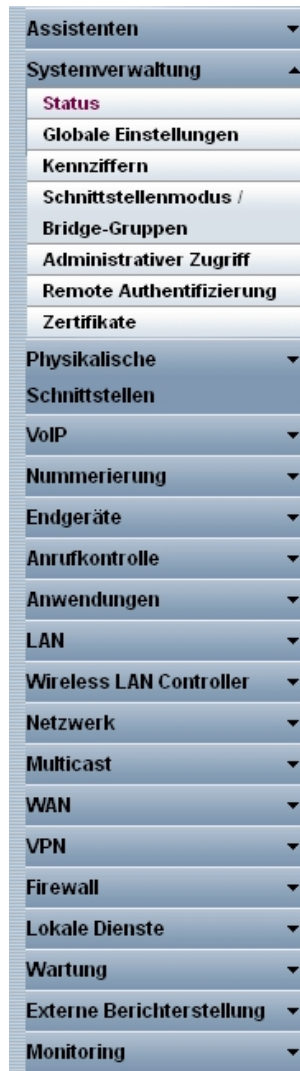 Assistenten
Systemverwaltung
Status
Globale Einstellungen
Kennziffern
Schnittstellenmodus /
Bridge-Gruppen
Administrativer Zugriff
Remote Authentifizierung
Zertifikate
Physikalische
Schnittstellen
VoIP
Nummerierung
Endgeräte
Anrufkontrolle
Anwendungen
LAN
Wireless LAN Controller
Netzwerk
Multicast
WAN
VPN
Firewall
Lokale Dienste
Wartung
Externe Berichterstellung
Monitoring